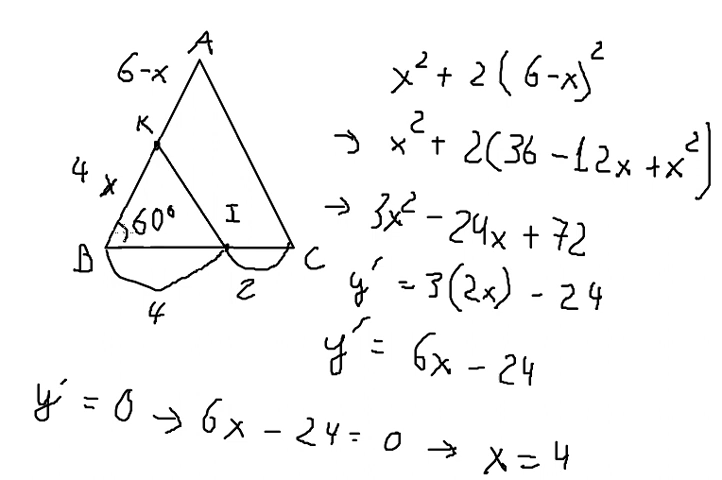 A
6-x
K
4 x
60°
I
B
C
4
2
x² + 2(6-x)²
→ x² + 2(36 - 12x + x²)
→ 3x² - 24x + 72
y' = 3(2x) - 24
y' = 6x - 24
y' = 0 → 6x - 24 = 0 → x = 4